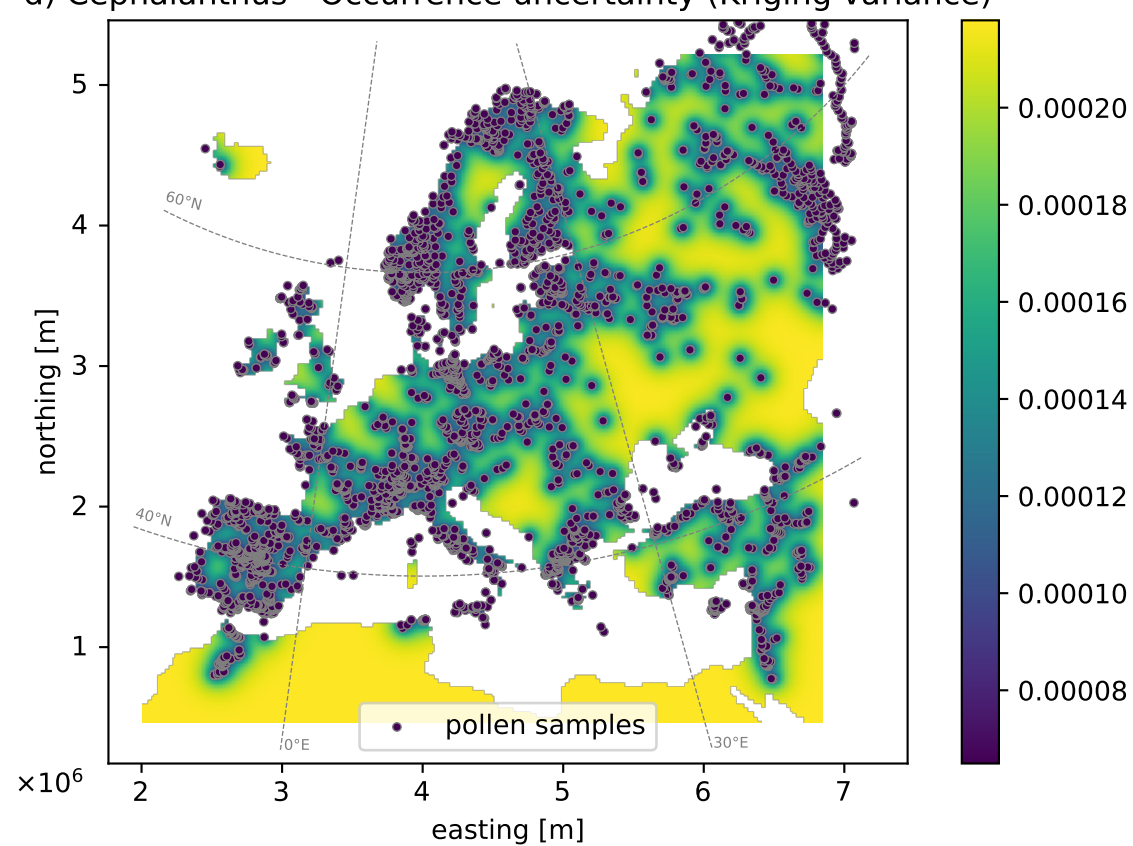 d) Cephalanthus - Occurrence uncertainty (Kriging variance)
5
4
3
2
1
northing [m]
×10⁶
2 3 4 5 6 7
easting [m]
60°N
40°N
0°E
30°E
pollen samples
0.00020
0.00018
0.00016
0.00014
0.00012
0.00010
0.00008